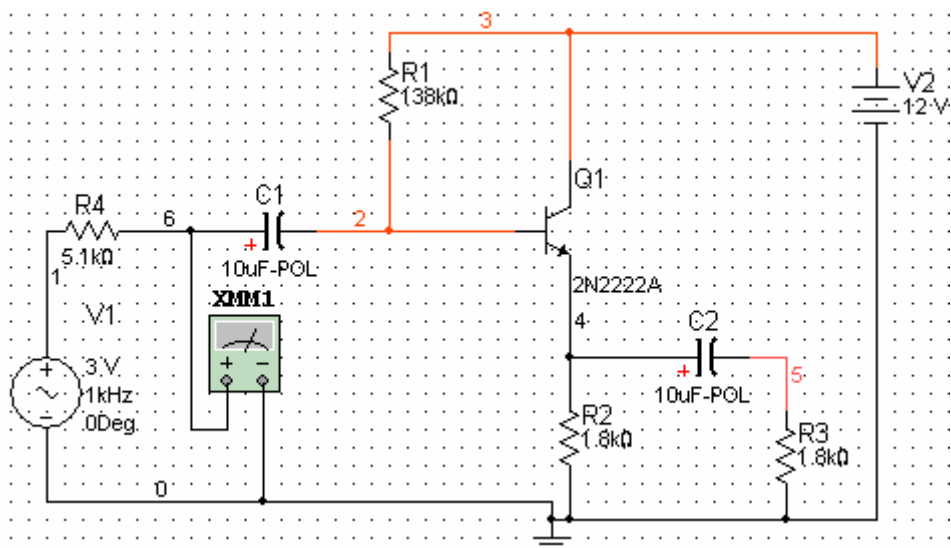 3
R1
138kΩ
V2
12 V
Q1
2N2222A
R4
5.1kΩ
6
C1
+
10uF-POL
2
1
XMM1
+ −
V1
3 V
1kHz
0Deg
+
−
4
C2
+
10uF-POL
5
R2
1.8kΩ
R3
1.8kΩ
0